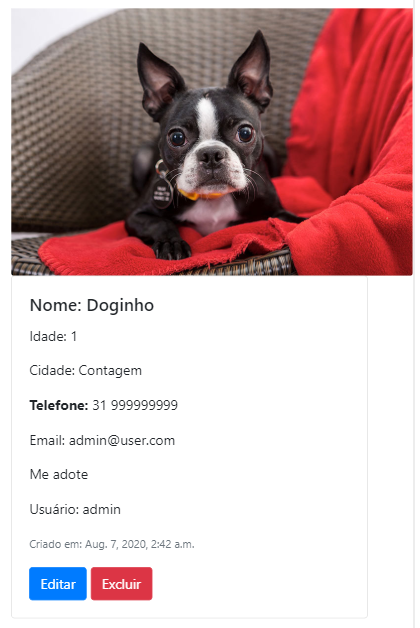 Nome: Doginho
Idade: 1
Cidade: Contagem
Telefone: 31 999999999
Email: admin@user.com
Me adote
Usuário: admin
Criado em: Aug. 7, 2020, 2:42 a.m.
Editar Excluir